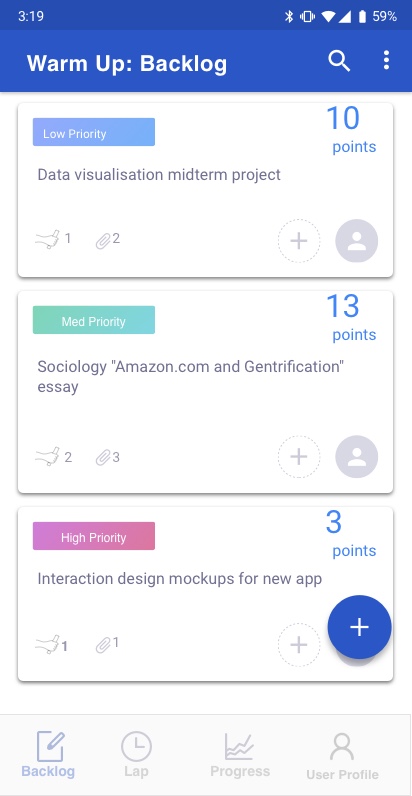 3:19
59%
Warm Up: Backlog
10
Low Priority
points
Data visualisation midterm project
1
2
13
Med Priority
points
Sociology "Amazon.com and Gentrification"
essay
2
3
3
High Priority
points
Interaction design mockups for new app
1
1
Backlog
Lap
Progress
User Profile